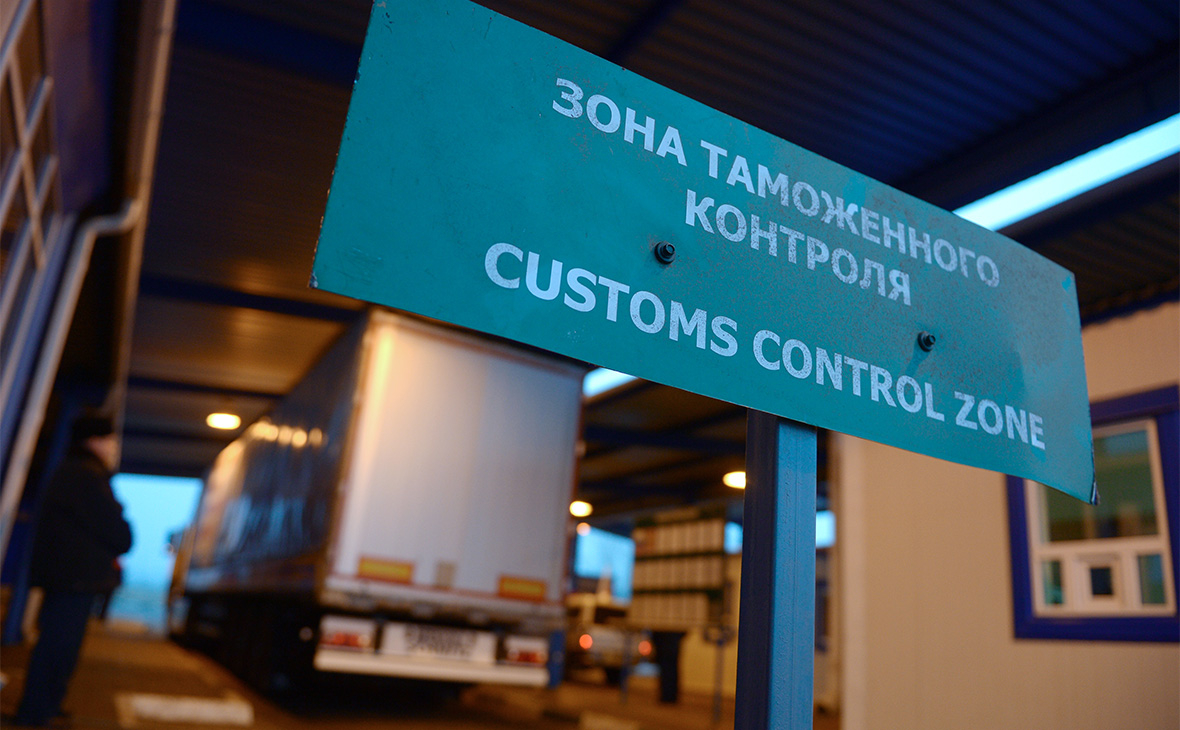 ЗОНА ТАМОЖЕННОГО
КОНТРОЛЯ
CUSTOMS CONTROL ZONE